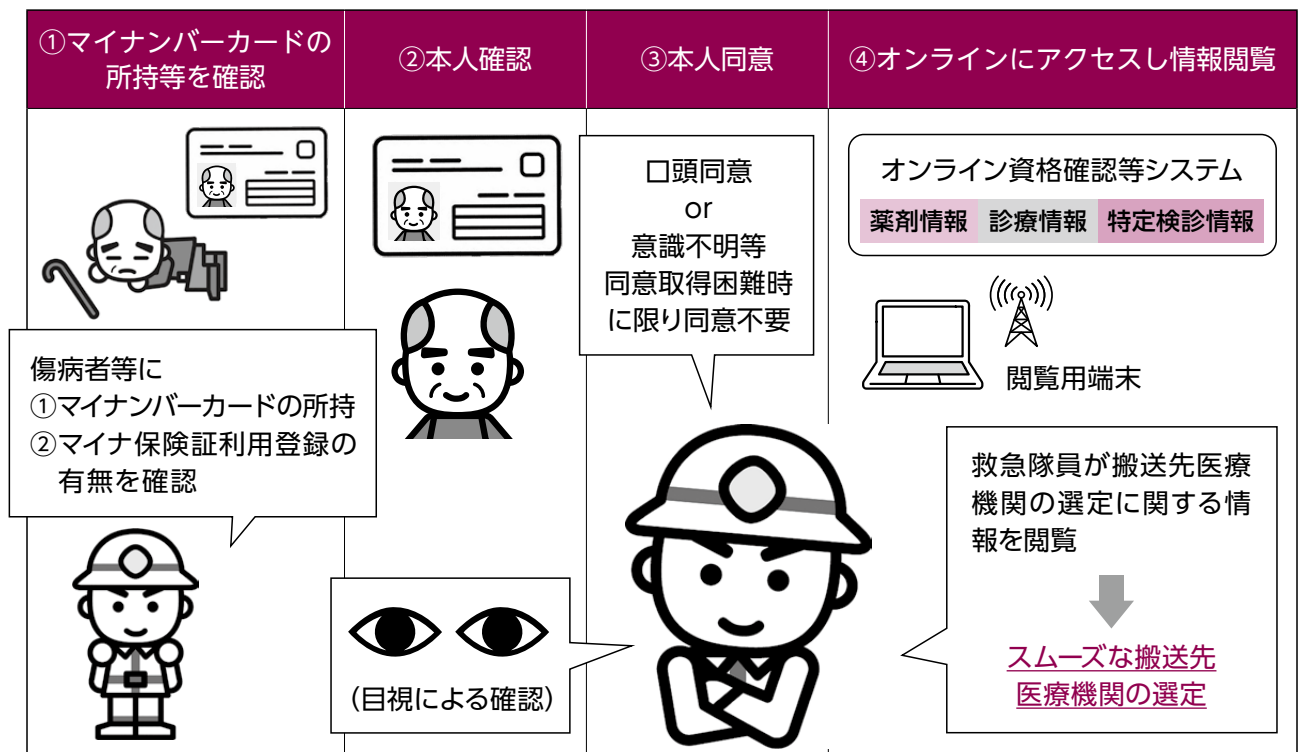 ①マイナンバーカードの
所持等を確認
②本人確認
③本人同意
④オンラインにアクセスし情報閲覧
傷病者等に
①マイナンバーカードの所持
②マイナ保険証利用登録の
有無を確認
(目視による確認)
口頭同意
or
意識不明等
同意取得困難時
に限り同意不要
オンライン資格確認等システム
薬剤情報 診療情報 特定検診情報
閲覧用端末
救急隊員が搬送先医療
機関の選定に関する情
報を閲覧
スムーズな搬送先
医療機関の選定